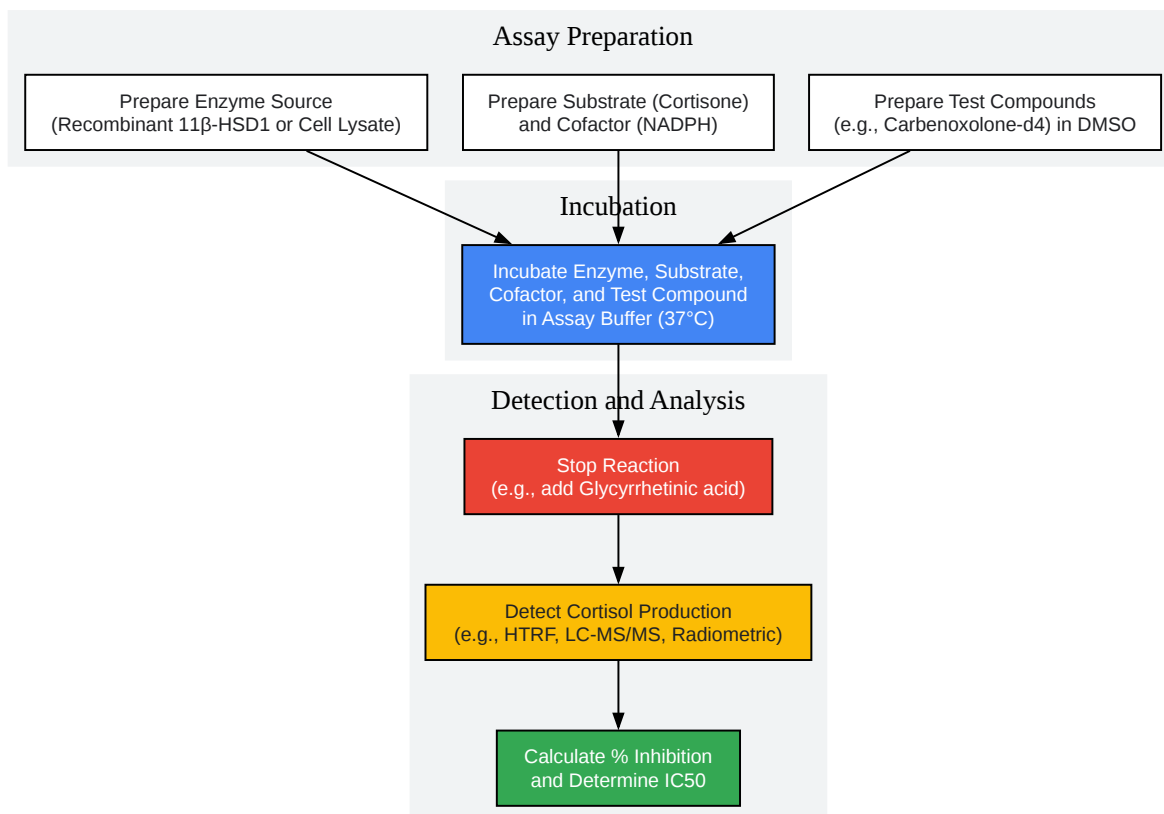 Assay Preparation
Prepare Enzyme Source
(Recombinant 11β-HSD1 or Cell Lysate)
Prepare Substrate (Cortisone)
and Cofactor (NADPH)
Prepare Test Compounds
(e.g., Carbenoxolone-d4) in DMSO
Incubation
Incubate Enzyme, Substrate,
Cofactor, and Test Compound
in Assay Buffer (37°C)
Detection and Analysis
Stop Reaction
(e.g., add Glycyrrhetinic acid)
Detect Cortisol Production
(e.g., HTRF, LC-MS/MS, Radiometric)
Calculate % Inhibition
and Determine IC50